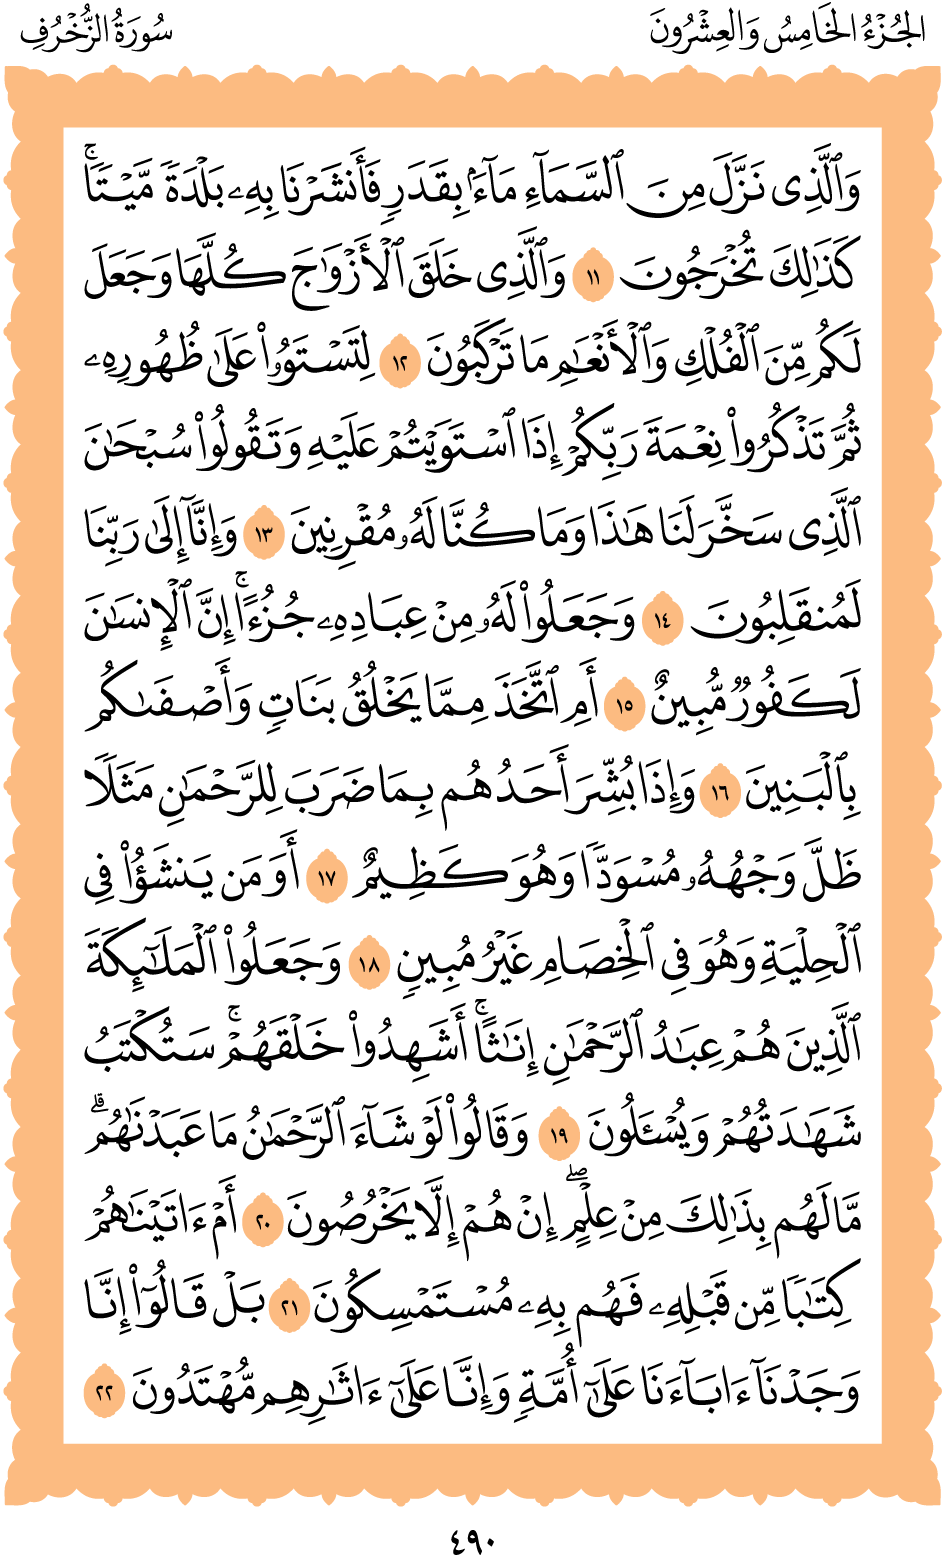 الجُزْءُ الخَامِسُ وَالعِشْرُونَ
سُورَةُ الزُّخْرُفِ
وَٱلَّذِى نَزَّلَ مِنَ ٱلسَّمَآءِ مَآءَۢ بِقَدَرٍ فَأَنشَرْنَا بِهِۦ بَلْدَةً مَّيْتًاۚ
كَذَٰلِكَ تُخْرَجُونَ ١١ وَٱلَّذِى خَلَقَ ٱلْأَزْوَٰجَ كُلَّهَا وَجَعَلَ
لَكُم مِّنَ ٱلْفُلْكِ وَٱلْأَنْعَٰمِ مَا تَرْكَبُونَ ١٢ لِتَسْتَوُۥا۟ عَلَىٰ ظُهُورِهِۦ
ثُمَّ تَذْكُرُوا۟ نِعْمَةَ رَبِّكُمْ إِذَا ٱسْتَوَيْتُمْ عَلَيْهِ وَتَقُولُوا۟ سُبْحَٰنَ
ٱلَّذِى سَخَّرَ لَنَا هَٰذَا وَمَا كُنَّا لَهُۥ مُقْرِنِينَ ١٣ وَإِنَّآ إِلَىٰ رَبِّنَا
لَمُنقَلِبُونَ ١٤ وَجَعَلُوا۟ لَهُۥ مِنْ عِبَادِهِۦ جُزْءًاۚ إِنَّ ٱلْإِنسَٰنَ
لَكَفُورٌ مُّبِينٌ ١٥ أَمِ ٱتَّخَذَ مِمَّا يَخْلُقُ بَنَاتٍ وَأَصْفَىٰكُم
بِٱلْبَنِينَ ١٦ وَإِذَا بُشِّرَ أَحَدُهُم بِمَا ضَرَبَ لِلرَّحْمَٰنِ مَثَلًا
ظَلَّ وَجْهُهُۥ مُسْوَدًّا وَهُوَ كَظِيمٌ ١٧ أَوَمَن يَنشَؤُا۟ فِى
ٱلْحِلْيَةِ وَهُوَ فِى ٱلْخِصَامِ غَيْرُ مُبِينٍ ١٨ وَجَعَلُوا۟ ٱلْمَلَٰٓئِكَةَ
ٱلَّذِينَ هُمْ عِبَٰدُ ٱلرَّحْمَٰنِ إِنَٰثًاۚ أَشَهِدُوا۟ خَلْقَهُمْۚ سَتُكْتَبُ
شَهَٰدَتُهُمْ وَيُسْـَٔلُونَ ١٩ وَقَالُوا۟ لَوْ شَآءَ ٱلرَّحْمَٰنُ مَا عَبَدْنَٰهُمۗ
مَّا لَهُم بِذَٰلِكَ مِنْ عِلْمٍۖ إِنْ هُمْ إِلَّا يَخْرُصُونَ ٢٠ أَمْ ءَاتَيْنَٰهُمْ
كِتَٰبًا مِّن قَبْلِهِۦ فَهُم بِهِۦ مُسْتَمْسِكُونَ ٢١ بَلْ قَالُوٓا۟ إِنَّا
وَجَدْنَآ ءَابَآءَنَا عَلَىٰٓ أُمَّةٍ وَإِنَّا عَلَىٰٓ ءَاثَٰرِهِم مُّهْتَدُونَ ٢٢
٤٩٠